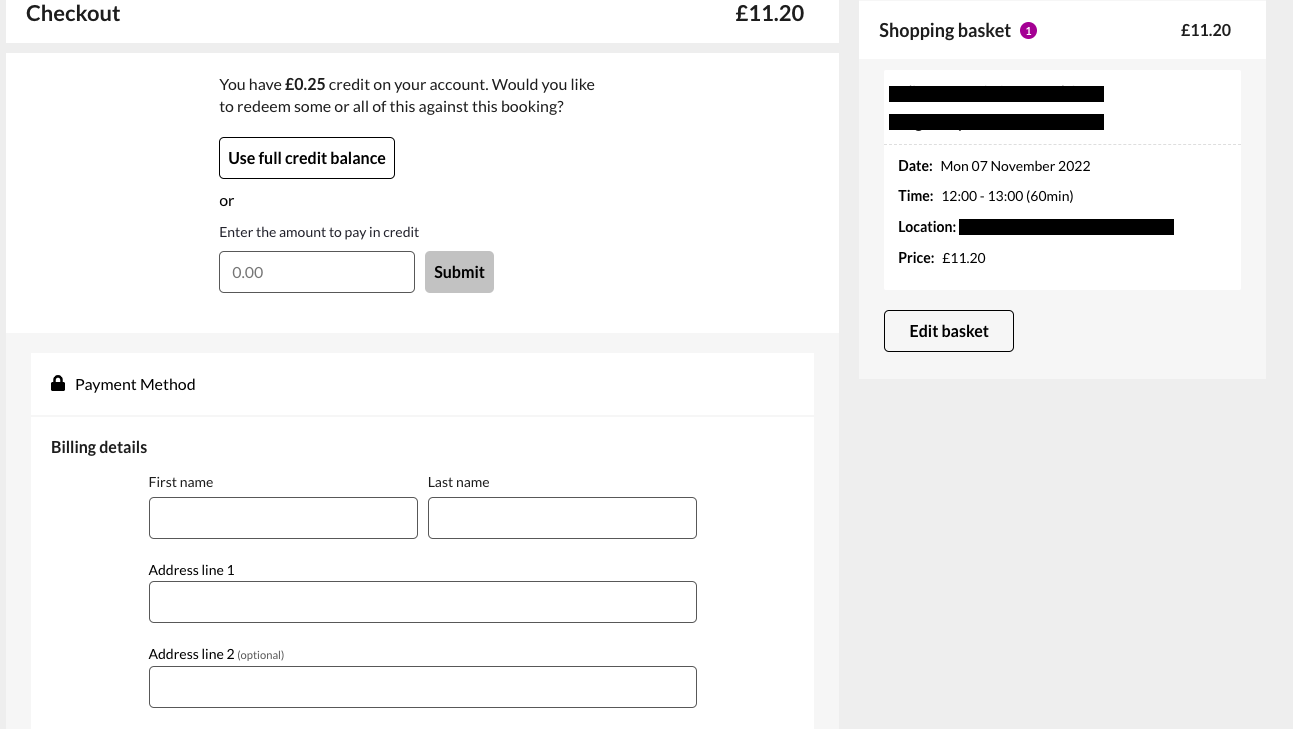 Checkout
£11.20
You have £0.25 credit on your account. Would you like
to redeem some or all of this against this booking?
Use full credit balance
or
Enter the amount to pay in credit
0.00
Submit
Payment Method
Billing details
First name
Last name
Address line 1
Address line 2 (optional)
Shopping basket 1
£11.20
Date: Mon 07 November 2022
Time: 12:00 - 13:00 (60min)
Location:
Price: £11.20
Edit basket